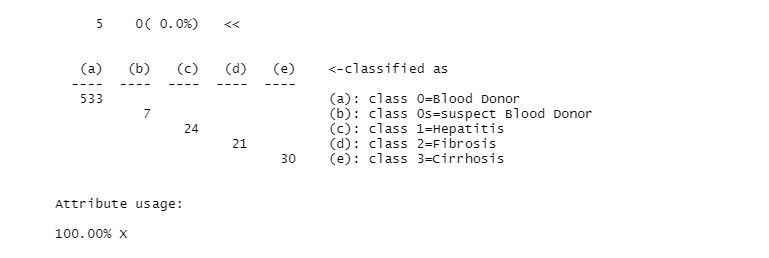 5 0( 0.0%) <<
(a) (b) (c) (d) (e) <-classified as
---- ---- ---- ---- ----
533 (a): class 0=Blood Donor
7 (b): class 0s=suspect Blood Donor
24 (c): class 1=Hepatitis
21 (d): class 2=Fibrosis
30 (e): class 3=Cirrhosis
Attribute usage:
100.00% X